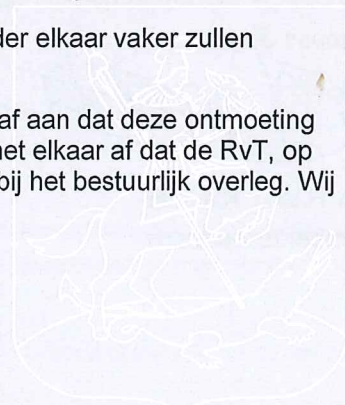 der elkaar vaker zullen
af aan dat deze ontmoeting
net elkaar af dat de RvT, op
bij het bestuurlijk overleg. Wij